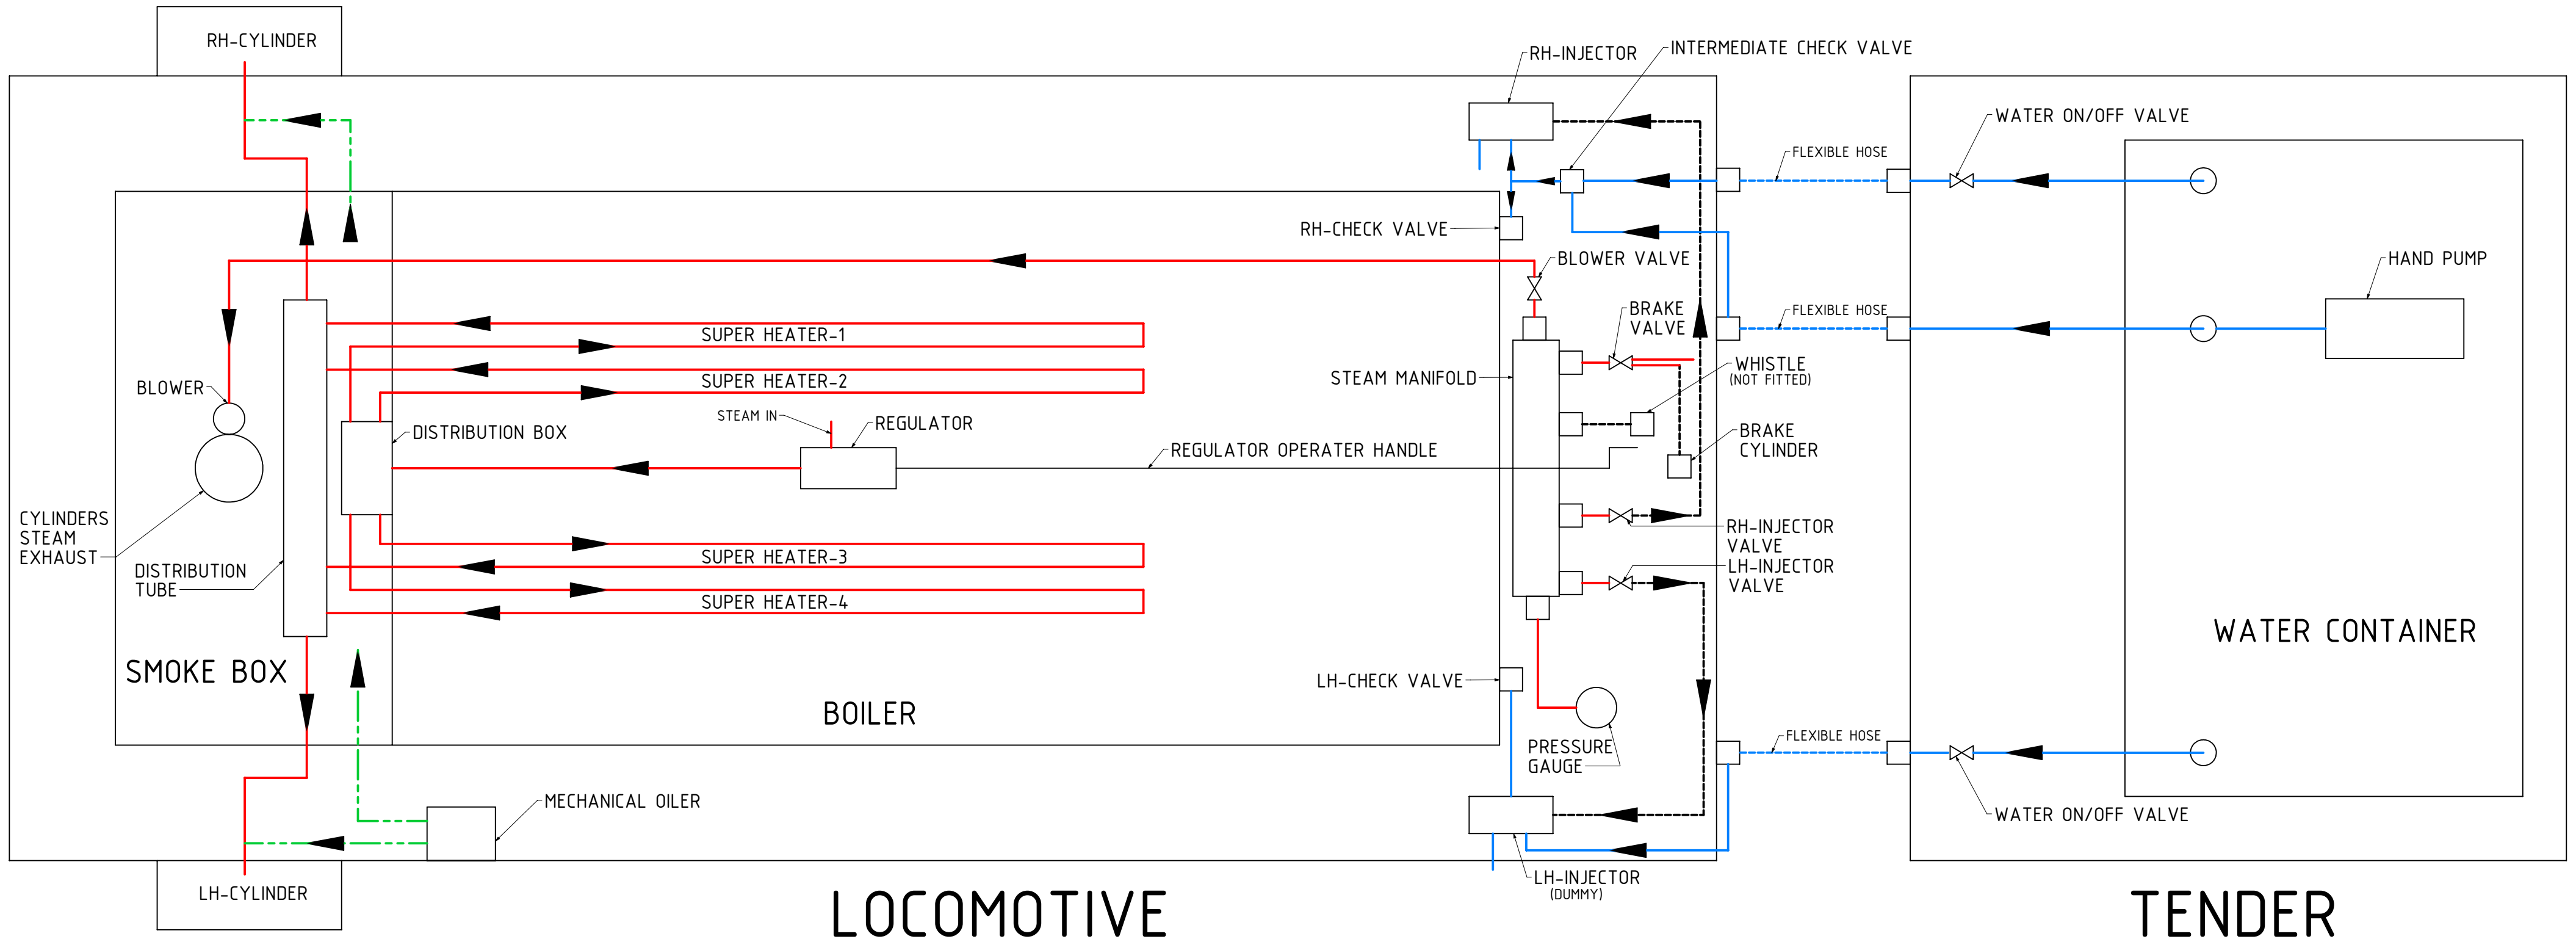 RH-CYLINDER
RH-INJECTOR
INTERMEDIATE CHECK VALVE
WATER ON/OFF VALVE
FLEXIBLE HOSE
RH-CHECK VALVE
BLOWER VALVE
HAND PUMP
BRAKE
VALVE
FLEXIBLE HOSE
SUPER HEATER-1
STEAM MANIFOLD
WHISTLE
(NOT FITTED)
SUPER HEATER-2
BLOWER
STEAM IN
REGULATOR
DISTRIBUTION BOX
REGULATOR OPERATER HANDLE
BRAKE
CYLINDER
CYLINDERS
STEAM
EXHAUST
RH-INJECTOR
VALVE
SUPER HEATER-3
DISTRIBUTION
TUBE
LH-INJECTOR
VALVE
SUPER HEATER-4
WATER CONTAINER
SMOKE BOX
LH-CHECK VALVE
BOILER
FLEXIBLE HOSE
PRESSURE
GAUGE
MECHANICAL OILER
WATER ON/OFF VALVE
LH-CYLINDER
LH-INJECTOR
(DUMMY)
LOCOMOTIVE
TENDER